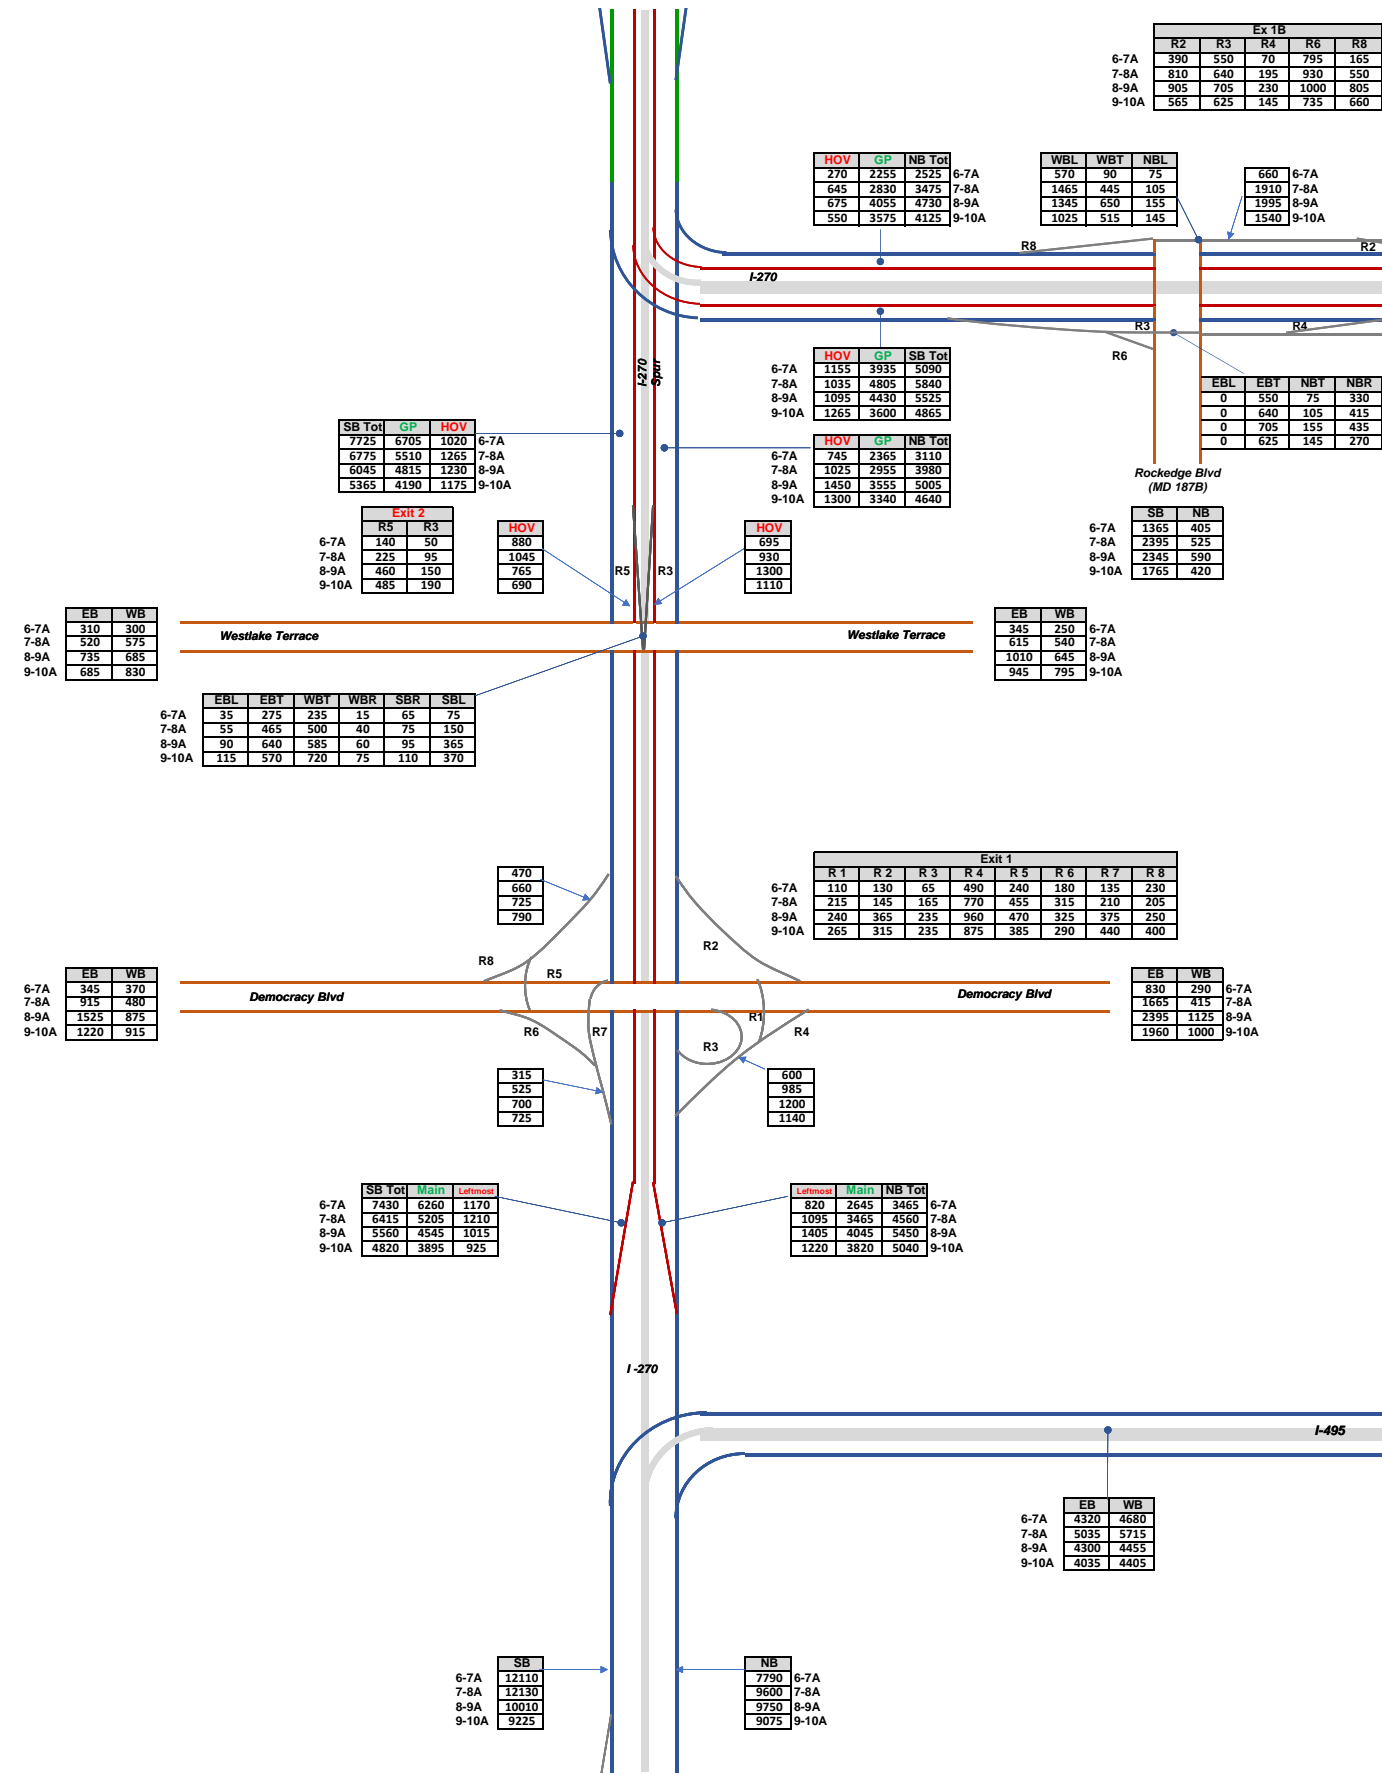 Ex 1B
R2 R3 R4 R6 R8
6-7A 390 550 70 795 165
7-8A 810 640 195 930 550
8-9A 905 705 230 1000 805
9-10A 565 625 145 735 660
HOV GP NB Tot
270 2255 2525 6-7A
645 2830 3475 7-8A
675 4055 4730 8-9A
550 3575 4125 9-10A
WBL WBT NBL
570 90 75
1465 445 105
1345 650 155
1025 515 145
660 6-7A
1910 7-8A
1995 8-9A
1540 9-10A
R8
R2
I-270
R3
R4
R6
I-270 Spur
HOV GP SB Tot
6-7A 1155 3935 5090
7-8A 1035 4805 5840
8-9A 1095 4430 5525
9-10A 1265 3600 4865
EBL EBT NBT NBR
0 550 75 330
0 640 105 415
0 705 155 435
0 625 145 270
SB Tot GP HOV
7725 6705 1020 6-7A
6775 5510 1265 7-8A
6045 4815 1230 8-9A
5365 4190 1175 9-10A
HOV GP NB Tot
6-7A 745 2365 3110
7-8A 1025 2955 3980
8-9A 1450 3555 5005
9-10A 1300 3340 4640
Rockedge Blvd
(MD 187B)
SB NB
6-7A 1365 405
7-8A 2395 525
8-9A 2345 590
9-10A 1765 420
Exit 2
R5 R3
6-7A 140 50
7-8A 225 95
8-9A 460 150
9-10A 485 190
HOV
880
1045
765
690
R5
R3
HOV
695
930
1300
1110
EB WB
6-7A 310 300
7-8A 520 575
8-9A 735 685
9-10A 685 830
Westlake Terrace
Westlake Terrace
EB WB
345 250 6-7A
615 540 7-8A
1010 645 8-9A
945 795 9-10A
EBL EBT WBT WBR SBR SBL
6-7A 35 275 235 15 65 75
7-8A 55 465 500 40 75 150
8-9A 90 640 585 60 95 365
9-10A 115 570 720 75 110 370
470
660
725
790
Exit 1
R 1 R 2 R 3 R 4 R 5 R 6 R 7 R 8
6-7A 110 130 65 490 240 180 135 230
7-8A 215 145 165 770 455 315 210 205
8-9A 240 365 235 960 470 325 375 250
9-10A 265 315 235 875 385 290 440 400
R2
R8
R5
EB WB
6-7A 345 370
7-8A 915 480
8-9A 1525 875
9-10A 1220 915
Democracy Blvd
Democracy Blvd
EB WB
830 290 6-7A
1665 415 7-8A
2395 1125 8-9A
1960 1000 9-10A
R6
R7
R1
R3
R4
315
525
700
725
600
985
1200
1140
SB Tot Main Leftmost
6-7A 7430 6260 1170
7-8A 6415 5205 1210
8-9A 5560 4545 1015
9-10A 4820 3895 925
Leftmost Main NB Tot
820 2645 3465 6-7A
1095 3465 4560 7-8A
1405 4045 5450 8-9A
1220 3820 5040 9-10A
I -270
I-495
EB WB
6-7A 4320 4680
7-8A 5035 5715
8-9A 4300 4455
9-10A 4035 4405
SB
6-7A 12110
7-8A 12130
8-9A 10010
9-10A 9225
NB
7790 6-7A
9600 7-8A
9750 8-9A
9075 9-10A